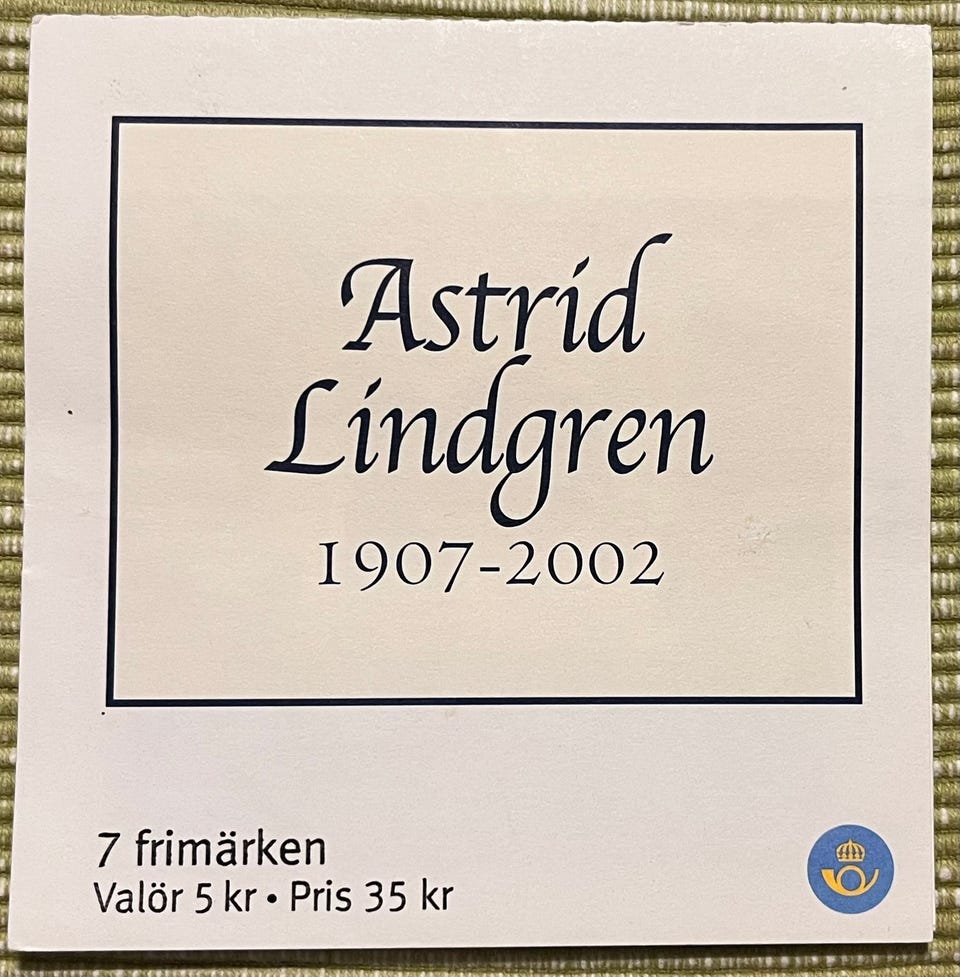 Astrid
Lindgren
1907-2002
7 frimärken
Valör 5 kr • Pris 35 kr